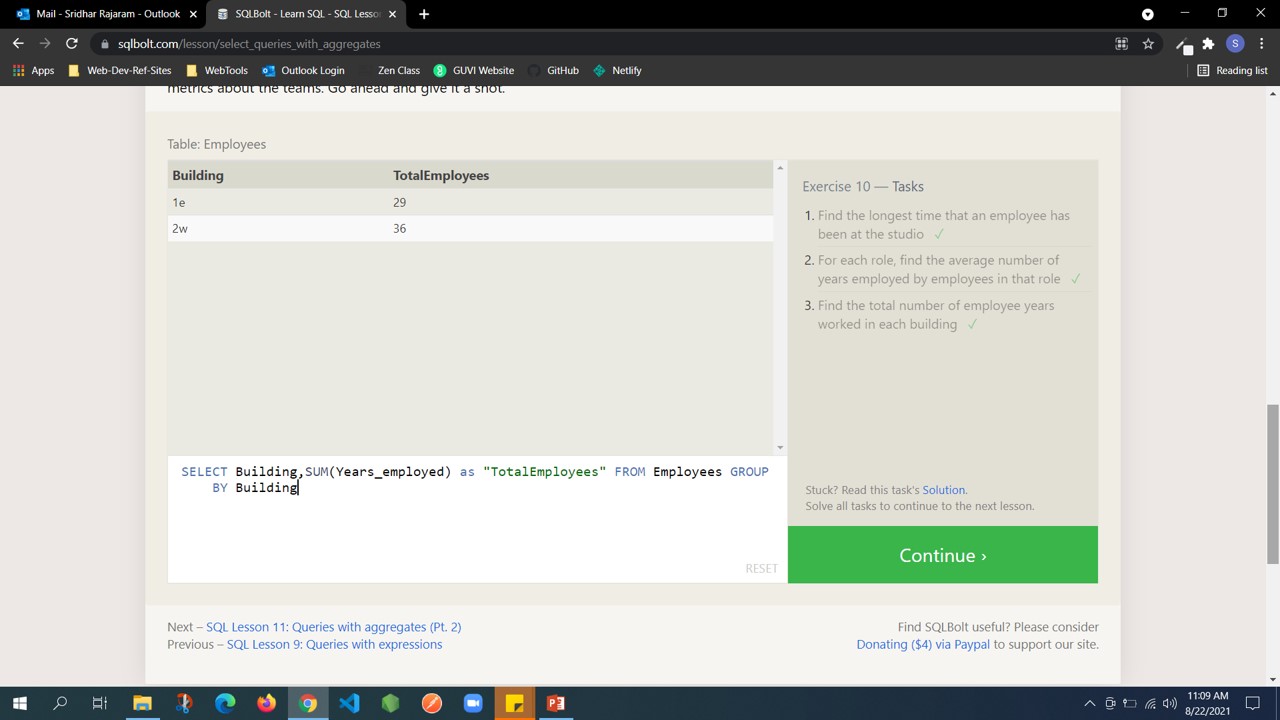 Mail - Sridhar Rajaram - Outlook
SQLBolt - Learn SQL - SQL Lesson
sqlbolt.com/lesson/select_queries_with_aggregates
S
Apps
Web-Dev-Ref-Sites
WebTools
Outlook Login
Zen Class
GUVI Website
GitHub
Netlify
Reading list
metrics about the teams. Go ahead and give it a shot.
Table: Employees
Building TotalEmployees
1e 29
2w 36
Exercise 10 — Tasks
1. Find the longest time that an employee has
been at the studio ✓
2. For each role, find the average number of
years employed by employees in that role ✓
3. Find the total number of employee years
worked in each building ✓
SELECT Building,SUM(Years_employed) as "TotalEmployees" FROM Employees GROUP
BY Building
RESET
Stuck? Read this task's Solution.
Solve all tasks to continue to the next lesson.
Continue ›
Next – SQL Lesson 11: Queries with aggregates (Pt. 2)
Previous – SQL Lesson 9: Queries with expressions
Find SQLBolt useful? Please consider
Donating ($4) via Paypal to support our site.
11:09 AM
8/22/2021